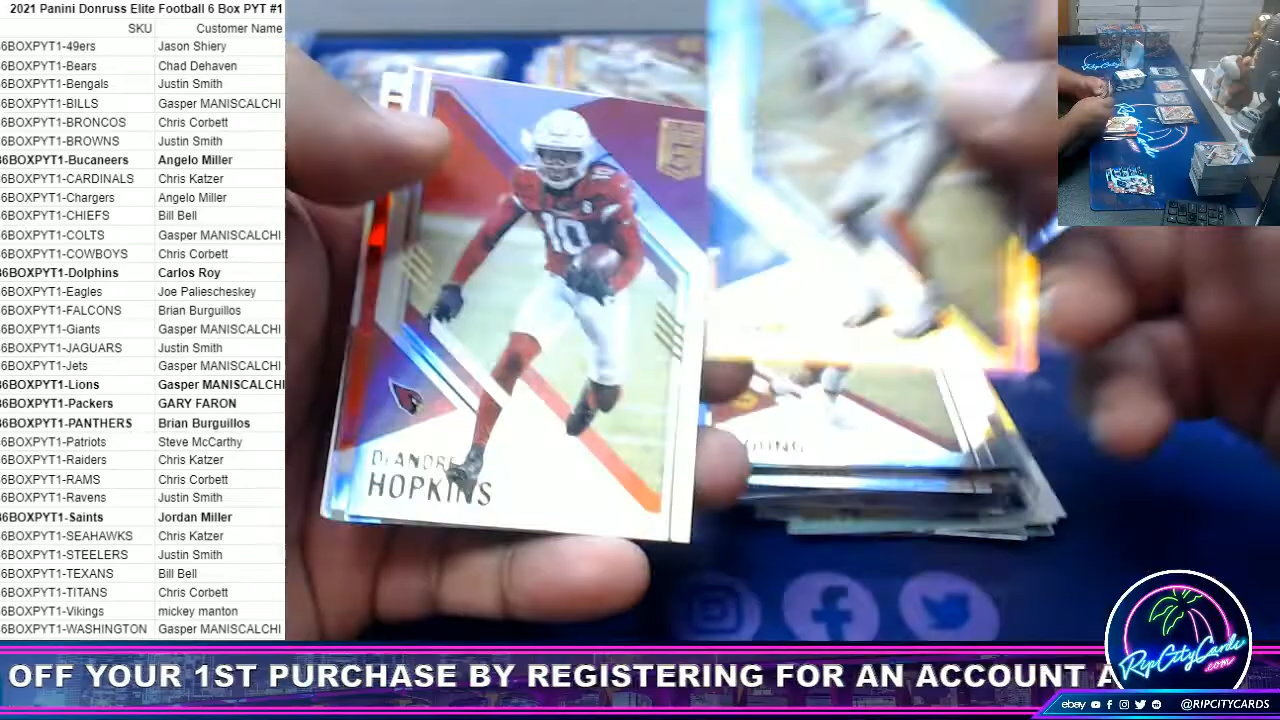 2021 Panini Donruss Elite Football 6 Box PYT #1
SKU Customer Name
6BOXPYT1-49ers Jason Shiery
6BOXPYT1-Bears Chad Dehaven
6BOXPYT1-Bengals Justin Smith
6BOXPYT1-BILLS Gasper MANISCALCHI
6BOXPYT1-BRONCOS Chris Corbett
6BOXPYT1-BROWNS Justin Smith
6BOXPYT1-Bucaneers Angelo Miller
6BOXPYT1-CARDINALS Chris Katzer
6BOXPYT1-Chargers Angelo Miller
6BOXPYT1-CHIEFS Bill Bell
6BOXPYT1-COLTS Gasper MANISCALCHI
6BOXPYT1-COWBOYS Chris Corbett
6BOXPYT1-Dolphins Carlos Roy
6BOXPYT1-Eagles Joe Paliescheskey
6BOXPYT1-FALCONS Brian Burguillos
6BOXPYT1-Giants Gasper MANISCALCHI
6BOXPYT1-JAGUARS Justin Smith
6BOXPYT1-Jets Gasper MANISCALCHI
6BOXPYT1-Lions Gasper MANISCALCHI
6BOXPYT1-Packers GARY FARON
6BOXPYT1-PANTHERS Brian Burguillos
6BOXPYT1-Patriots Steve McCarthy
6BOXPYT1-Raiders Chris Katzer
6BOXPYT1-RAMS Chris Corbett
6BOXPYT1-Ravens Justin Smith
6BOXPYT1-Saints Jordan Miller
6BOXPYT1-SEAHAWKS Chris Katzer
6BOXPYT1-STEELERS Justin Smith
6BOXPYT1-TEXANS Bill Bell
6BOXPYT1-TITANS Chris Corbett
6BOXPYT1-Vikings mickey manton
6BOXPYT1-WASHINGTON Gasper MANISCALCHI
10
10
DeANDRE
HOPKINS
OFF YOUR 1ST PURCHASE BY REGISTERING FOR AN ACCOUNT A
RipCityCards
.com
ebay @RIPCITYCARDS